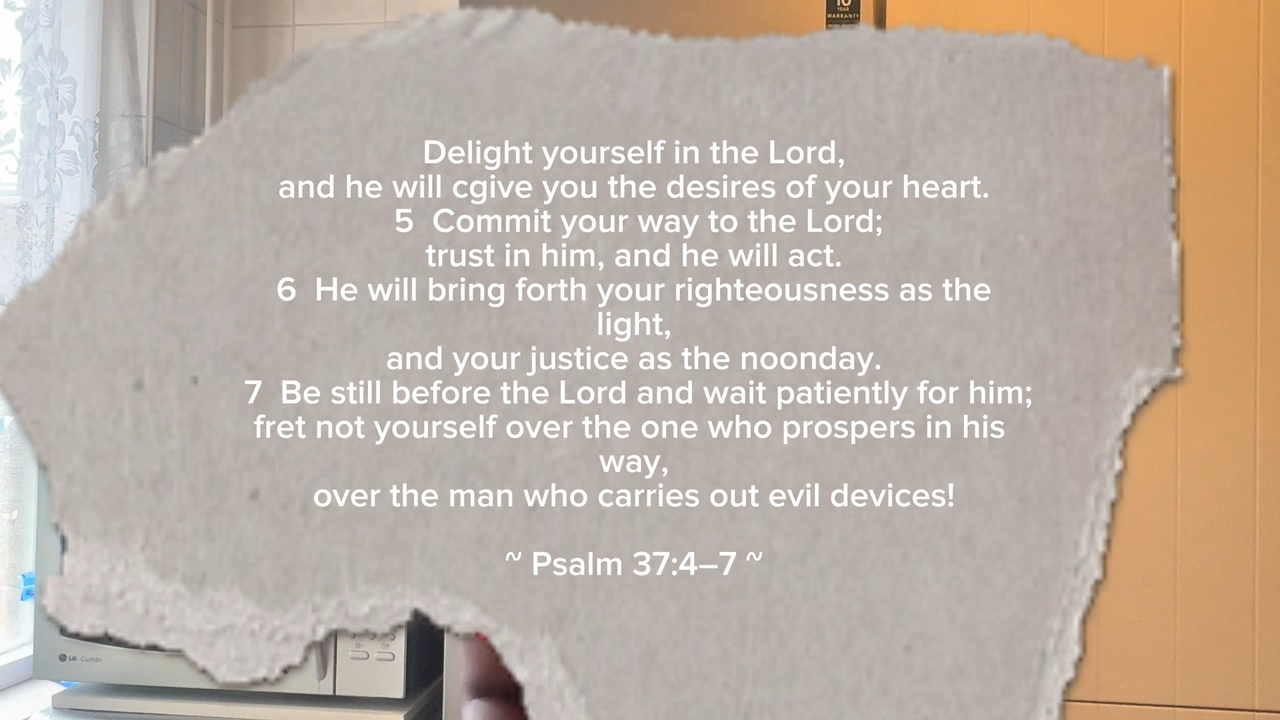 10
YEAR
WARRANTY
Delight yourself in the Lord,
and he will cgive you the desires of your heart.
5  Commit your way to the Lord;
trust in him, and he will act.
6  He will bring forth your righteousness as the
light,
and your justice as the noonday.
7  Be still before the Lord and wait patiently for him;
fret not yourself over the one who prospers in his
way,
over the man who carries out evil devices!
~ Psalm 37:4–7 ~
LG